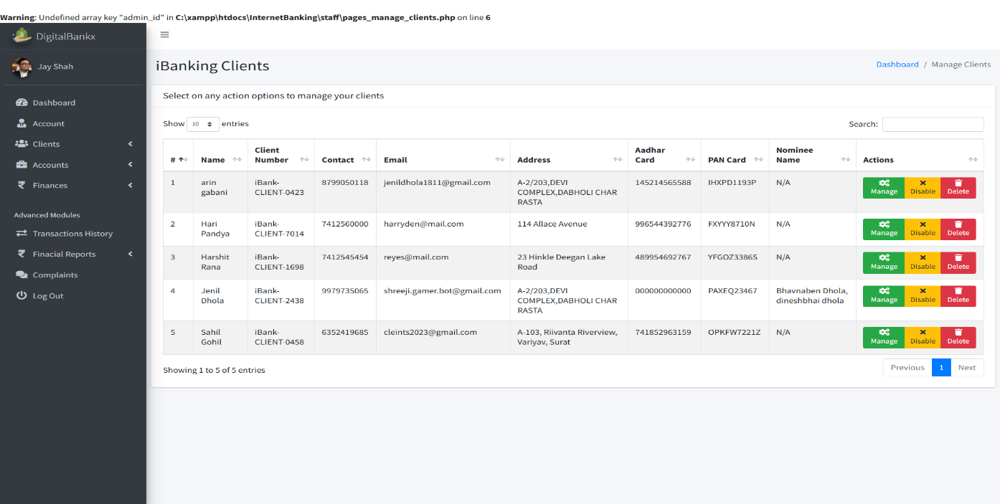 Warning: Undefined array key "admin_id" in C:\xampp\htdocs\InternetBanking\staff\pages_manage_clients.php on line 6
DigitalBankx
Jay Shah
Dashboard
Account
Clients
Accounts
Finances
Advanced Modules
Transactions History
Finacial Reports
Complaints
Log Out
iBanking Clients
Dashboard / Manage Clients
Select on any action options to manage your clients
Show 10 entries
Search:
# Name Client Number Contact Email Address Aadhar Card PAN Card Nominee Name Actions
1 arin gabani iBank-CLIENT-0423 8799050118 jenildhola1811@gmail.com A-2/203,DEVI COMPLEX,DABHOLI CHAR RASTA 145214565588 IHXPD1193P N/A Manage Disable Delete
2 Hari Pandya iBank-CLIENT-7014 7412560000 harryden@mail.com 114 Allace Avenue 996544392776 FXYYY8710N N/A Manage Disable Delete
3 Harshit Rana iBank-CLIENT-1698 7412545454 reyes@mail.com 23 Hinkle Deegan Lake Road 489954692767 YFGOZ3386S N/A Manage Disable Delete
4 Jenil Dhola iBank-CLIENT-2438 9979735065 shreeji.gamer.bot@gmail.com A-2/203,DEVI COMPLEX,DABHOLI CHAR RASTA 000000000000 PAXEQ23467 Bhavnaben Dhola, dineshbhai dhola Manage Disable Delete
5 Sahil Gohil iBank-CLIENT-0458 6352419685 cleints2023@gmail.com A-103, Riivanta Riverview, Variyav, Surat 741852963159 OPKFW7221Z N/A Manage Disable Delete
Showing 1 to 5 of 5 entries
Previous 1 Next